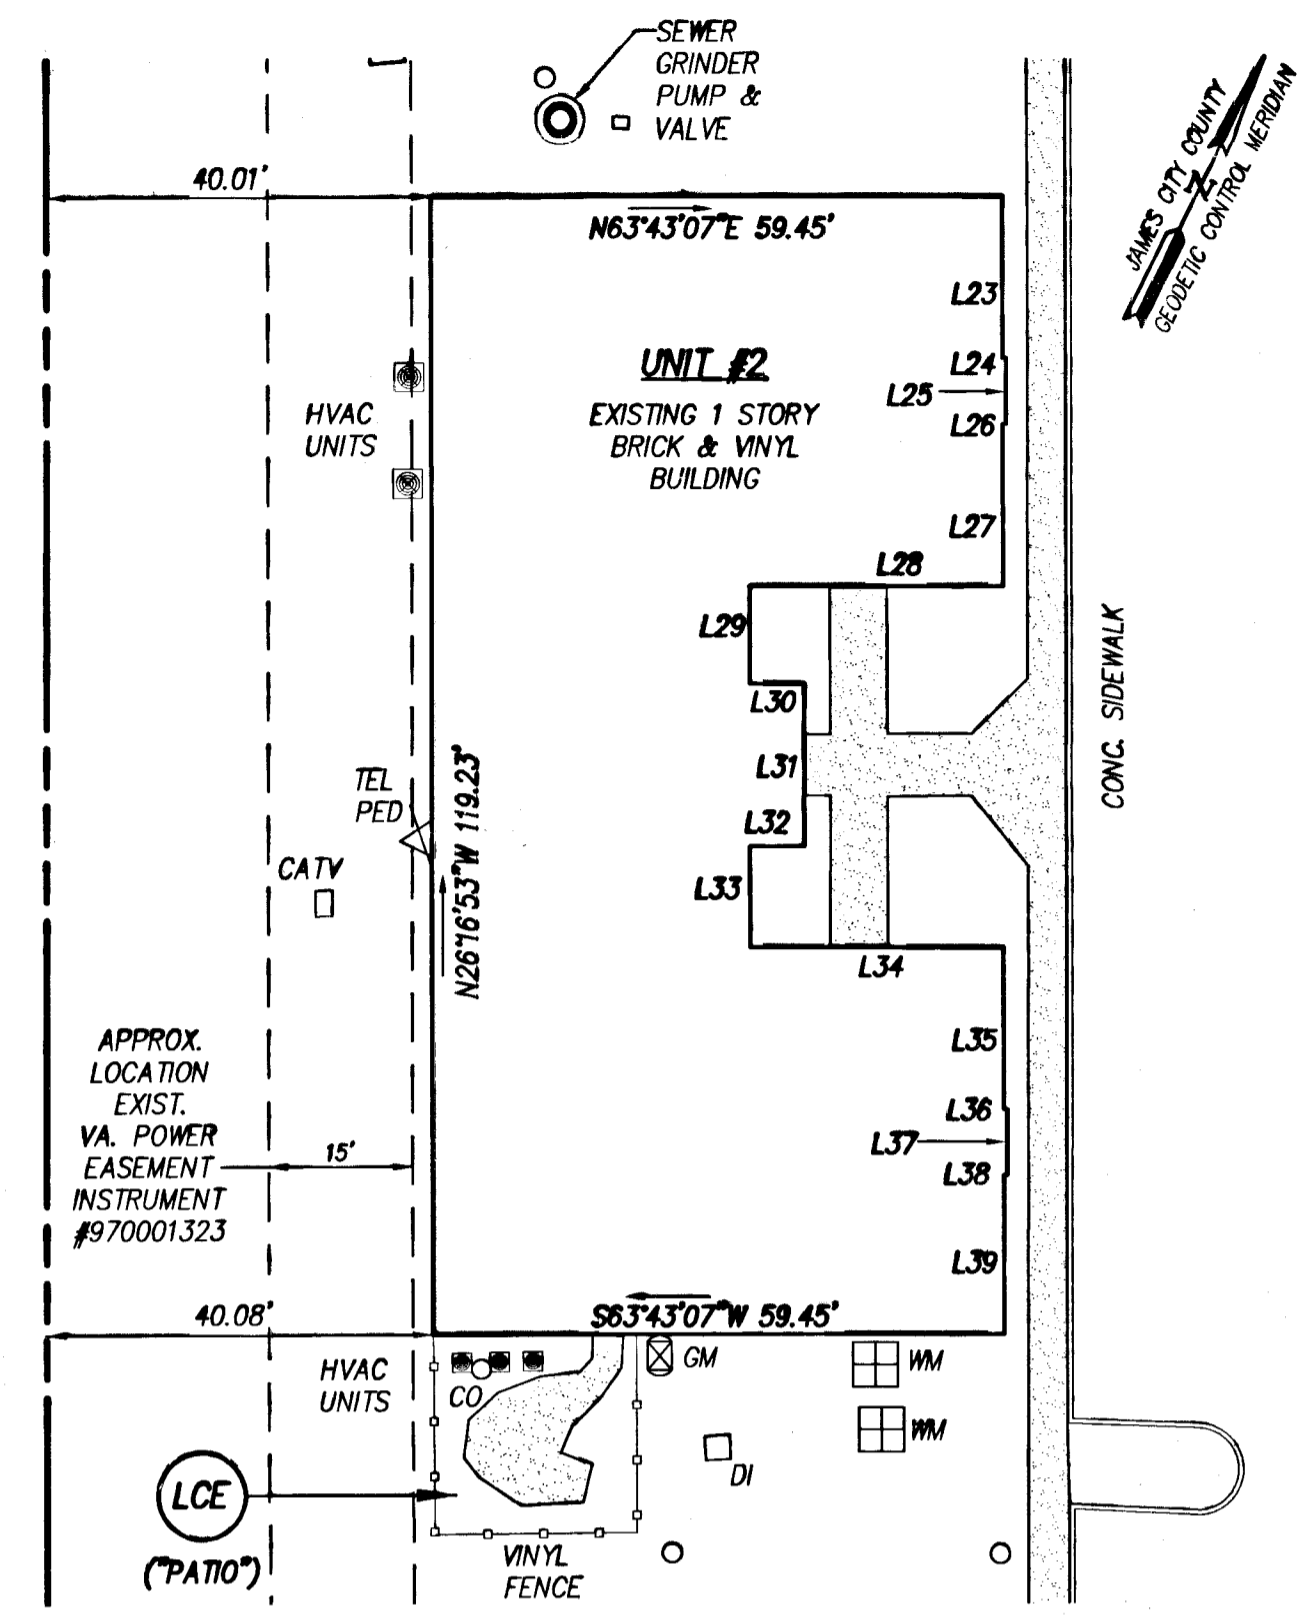 SEWER
GRINDER
PUMP &
VALVE
JAMES CITY COUNTY
N
GEODETIC CONTROL MERIDIAN
40.01'
N63°43'07"E 59.45'
L23
UNIT #2
L24
L25
EXISTING 1 STORY
BRICK & VINYL
BUILDING
L26
HVAC
UNITS
L27
L28
L29
L30
L31
CONC. SIDEWALK
TEL
PED
N26°16'53"W 119.23'
L32
CATV
L33
L34
L35
APPROX.
LOCATION
EXIST.
VA. POWER
EASEMENT
INSTRUMENT
#970001323
15'
L36
L37
L38
L39
40.08'
S63°43'07"W 59.45'
HVAC
UNITS
CO
GM
WM
WM
DI
LCE
("PATIO")
VINYL
FENCE